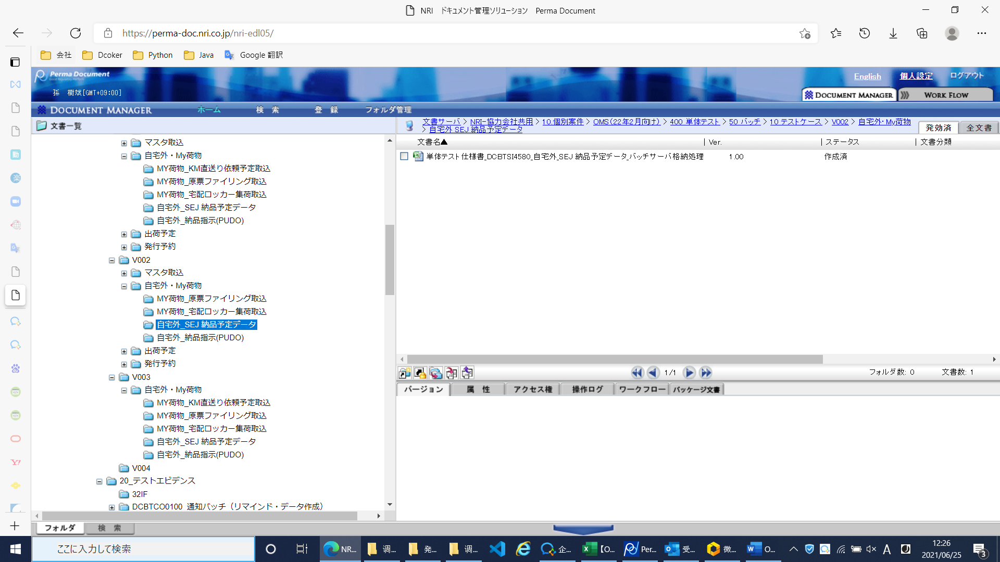 NRI　ドキュメント管理ソリューション　Perma Document
https://perma-doc.nri.co.jp/nri-edl05/
会社
Dcoker
Python
Java
Google 翻訳
Perma Document
孫　樹斌[GMT+09:00]
English
個人設定
ログアウト
DOCUMENT MANAGER
WORK FLOW
DOCUMENT MANAGER
ホーム
検　索
登　録
フォルダ管理
文書一覧
マスタ取込
自宅外・My荷物
MY荷物_KM直送り依頼予定取込
MY荷物_原票ファイリング取込
MY荷物_宅配ロッカー集荷取込
自宅外_SEJ 納品予定データ
自宅外_納品指示(PUDO)
出荷予定
発行予約
V002
マスタ取込
自宅外・My荷物
MY荷物_原票ファイリング取込
MY荷物_宅配ロッカー集荷取込
自宅外_SEJ 納品予定データ
自宅外_納品指示(PUDO)
出荷予定
発行予約
V003
自宅外・My荷物
MY荷物_KM直送り依頼予定取込
MY荷物_原票ファイリング取込
MY荷物_宅配ロッカー集荷取込
自宅外_SEJ 納品予定データ
自宅外_納品指示(PUDO)
V004
20_テストエビデンス
32IF
DCBTCO0100_通知バッチ（リマインド・データ作成）
フォルダ
検　索
文書サーバ > NRI-協力会社共用 > 10.個別案件 > OMS（22年2月向け） > 400_単体テスト > 50_バッチ > 10_テストケース > V002 > 自宅外・My荷物
> 自宅外_SEJ 納品予定データ
発効済
全文書
文書名▲
Ver.
ステータス
文書分類
単体テスト仕様書_DCBTSI4580_自宅外_SEJ 納品予定データ_バッチサーバ格納処理
1.00
作成済
1/1
フォルダ数: 0
文書数: 1
バージョン
属　性
アクセス権
操作ログ
ワークフロー
パッケージ文書
ここに入力して検索
NR...
调...
発...
调...
企...
【O...
Per...
受...
微...
O...
A
12:26
2021/06/25
3